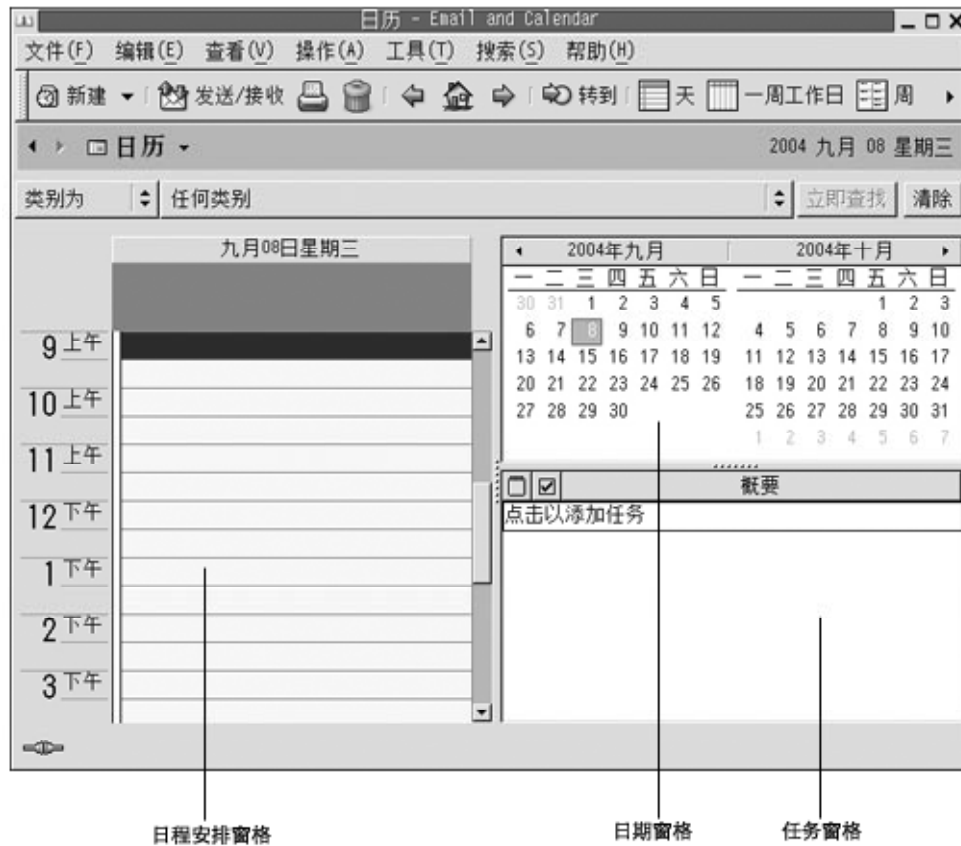 日历 - Email and Calendar
文件(F) 编辑(E) 查看(V) 操作(A) 工具(T) 搜索(S) 帮助(H)
新建 发送/接收 转到 天 一周工作日 周
日历 2004 九月 08 星期三
类别为 任何类别 立即查找 清除
九月08日星期三
9 上午
10 上午
11 上午
12 下午
1 下午
2 下午
3 下午
2004年九月 2004年十月
一 二 三 四 五 六 日 一 二 三 四 五 六 日
30 31 1 2 3 4 5 1 2 3
6 7 8 9 10 11 12 4 5 6 7 8 9 10
13 14 15 16 17 18 19 11 12 13 14 15 16 17
20 21 22 23 24 25 26 18 19 20 21 22 23 24
27 28 29 30 25 26 27 28 29 30 31
1 2 3 4 5 6 7
概要
点击以添加任务
日程安排窗格 日期窗格 任务窗格